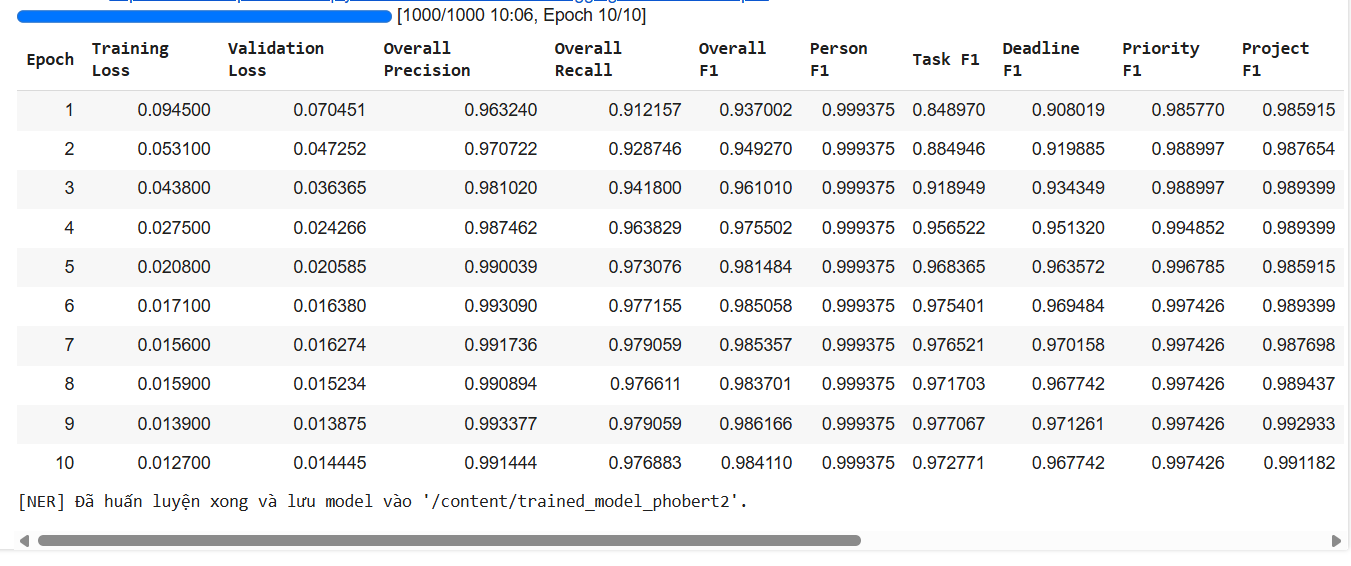 [1000/1000 10:06, Epoch 10/10]
Epoch Training Loss Validation Loss Overall Precision Overall Recall Overall F1 Person F1 Task F1 Deadline F1 Priority F1 Project F1
1 0.094500 0.070451 0.963240 0.912157 0.937002 0.999375 0.848970 0.908019 0.985770 0.985915
2 0.053100 0.047252 0.970722 0.928746 0.949270 0.999375 0.884946 0.919885 0.988997 0.987654
3 0.043800 0.036365 0.981020 0.941800 0.961010 0.999375 0.918949 0.934349 0.988997 0.989399
4 0.027500 0.024266 0.987462 0.963829 0.975502 0.999375 0.956522 0.951320 0.994852 0.989399
5 0.020800 0.020585 0.990039 0.973076 0.981484 0.999375 0.968365 0.963572 0.996785 0.985915
6 0.017100 0.016380 0.993090 0.977155 0.985058 0.999375 0.975401 0.969484 0.997426 0.989399
7 0.015600 0.016274 0.991736 0.979059 0.985357 0.999375 0.976521 0.970158 0.997426 0.987698
8 0.015900 0.015234 0.990894 0.976611 0.983701 0.999375 0.971703 0.967742 0.997426 0.989437
9 0.013900 0.013875 0.993377 0.979059 0.986166 0.999375 0.977067 0.971261 0.997426 0.992933
10 0.012700 0.014445 0.991444 0.976883 0.984110 0.999375 0.972771 0.967742 0.997426 0.991182
[NER] Đã huấn luyện xong và lưu model vào '/content/trained_model_phobert2'.